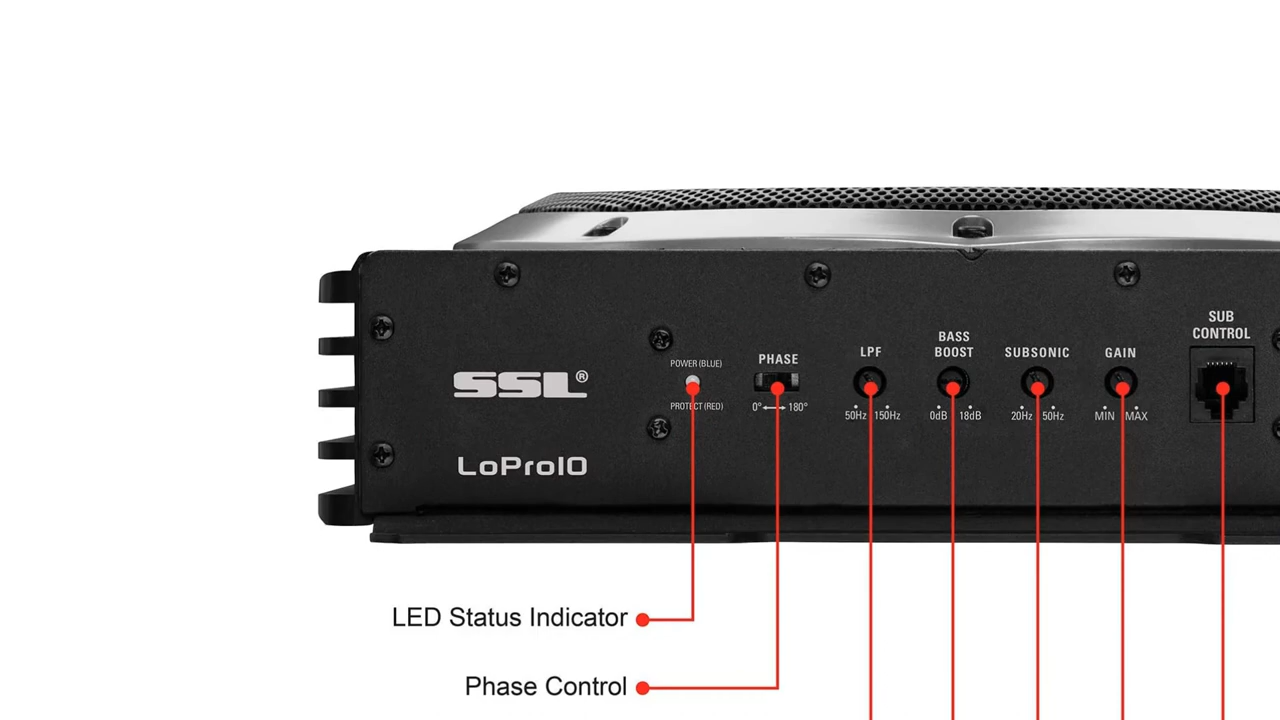 SUB
CONTROL
BASS
BOOST
LPF
SUBSONIC
GAIN
PHASE
POWER (BLUE)
SSL®
PROTECT (RED)
0° 180°
50Hz 150Hz
0dB 18dB
20Hz 50Hz
MIN MAX
LoPro10
LED Status Indicator
Phase Control